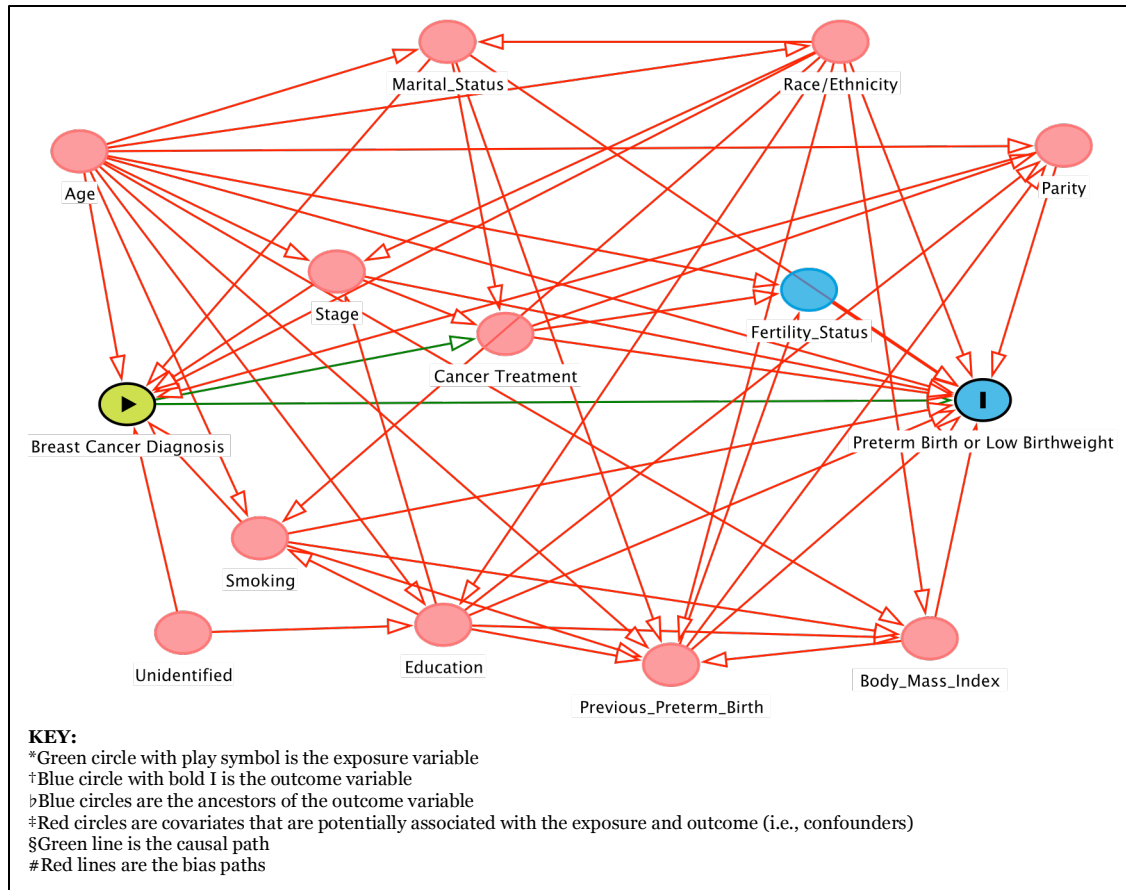 Marital_Status
Race/Ethnicity
Age
Parity
Stage
Fertility_Status
Cancer Treatment
Breast Cancer Diagnosis
Preterm Birth or Low Birthweight
Smoking
Unidentified
Education
Body_Mass_Index
Previous_Preterm_Birth
KEY:
*Green circle with play symbol is the exposure variable
†Blue circle with bold I is the outcome variable
♭Blue circles are the ancestors of the outcome variable
‡Red circles are covariates that are potentially associated with the exposure and outcome (i.e., confounders)
§Green line is the causal path
#Red lines are the bias paths